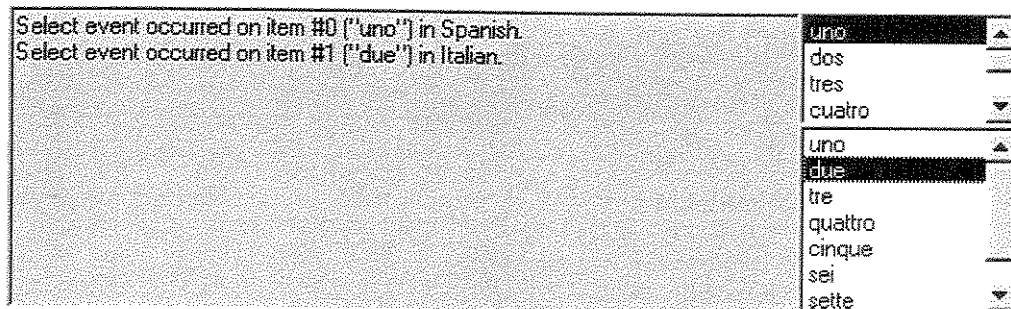 Select event occurred on item #0 ("uno") in Spanish.
Select event occurred on item #1 ("due") in Italian.
uno
dos
tres
cuatro
uno
due
tre
quattro
cinque
sei
sette